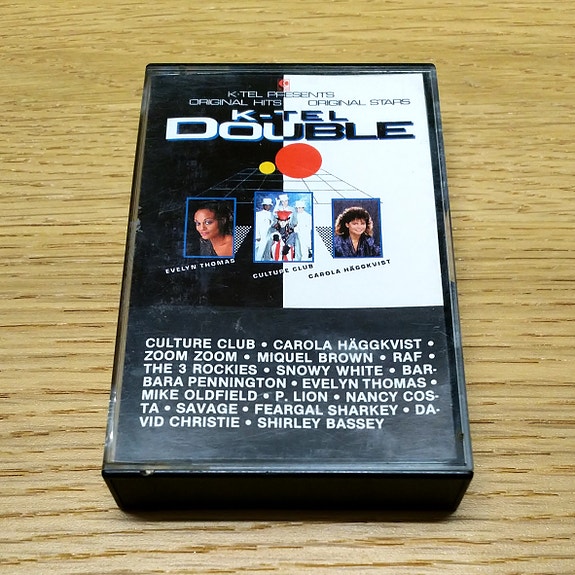 K-TEL PRESENTS
ORIGINAL HITS ORIGINAL STARS
K-TEL
DOUBLE
EVELYN THOMAS
CULTURE CLUB
CAROLA HÄGGKVIST
CULTURE CLUB • CAROLA HÄGGKVIST •
ZOOM ZOOM • MIQUEL BROWN • RAF •
THE 3 ROCKIES • SNOWY WHITE • BAR-
BARA PENNINGTON • EVELYN THOMAS •
MIKE OLDFIELD • P. LION • NANCY COS-
TA • SAVAGE • FEARGAL SHARKEY • DA-
VID CHRISTIE • SHIRLEY BASSEY